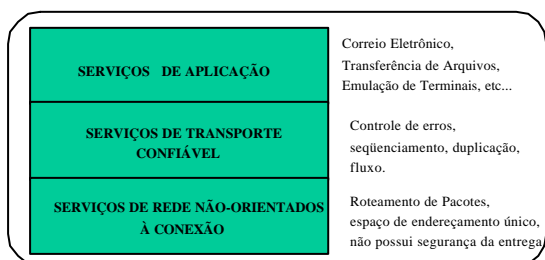 SERVIÇOS DE APLICAÇÃO
Correio Eletrônico,
Transferência de Arquivos,
Emulação de Terminais, etc...
SERVIÇOS DE TRANSPORTE
CONFIÁVEL
Controle de erros,
seqüenciamento, duplicação,
fluxo.
SERVIÇOS DE REDE NÃO-ORIENTADOS
À CONEXÃO
Roteamento de Pacotes,
espaço de endereçamento único,
não possui segurança da entrega